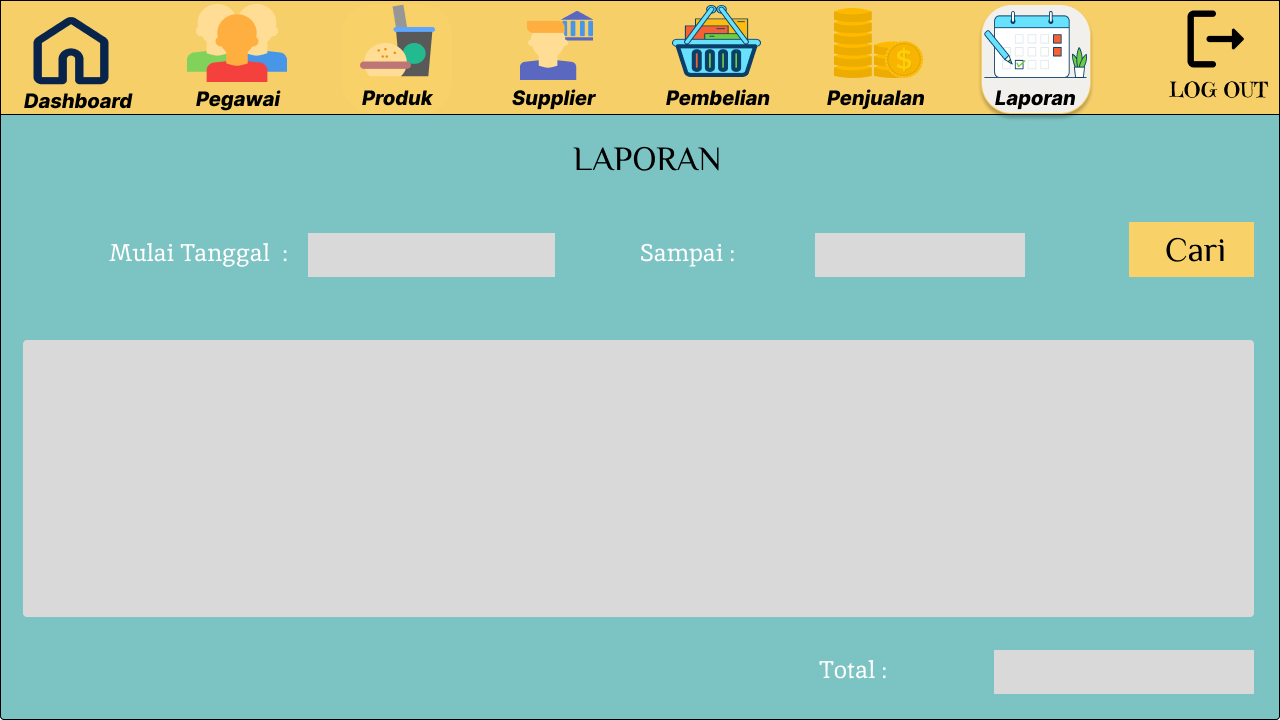 Dashboard
Pegawai
Produk
Supplier
Pembelian
Penjualan
Laporan
LOG OUT
LAPORAN
Mulai Tanggal :
Sampai :
Cari
Total :